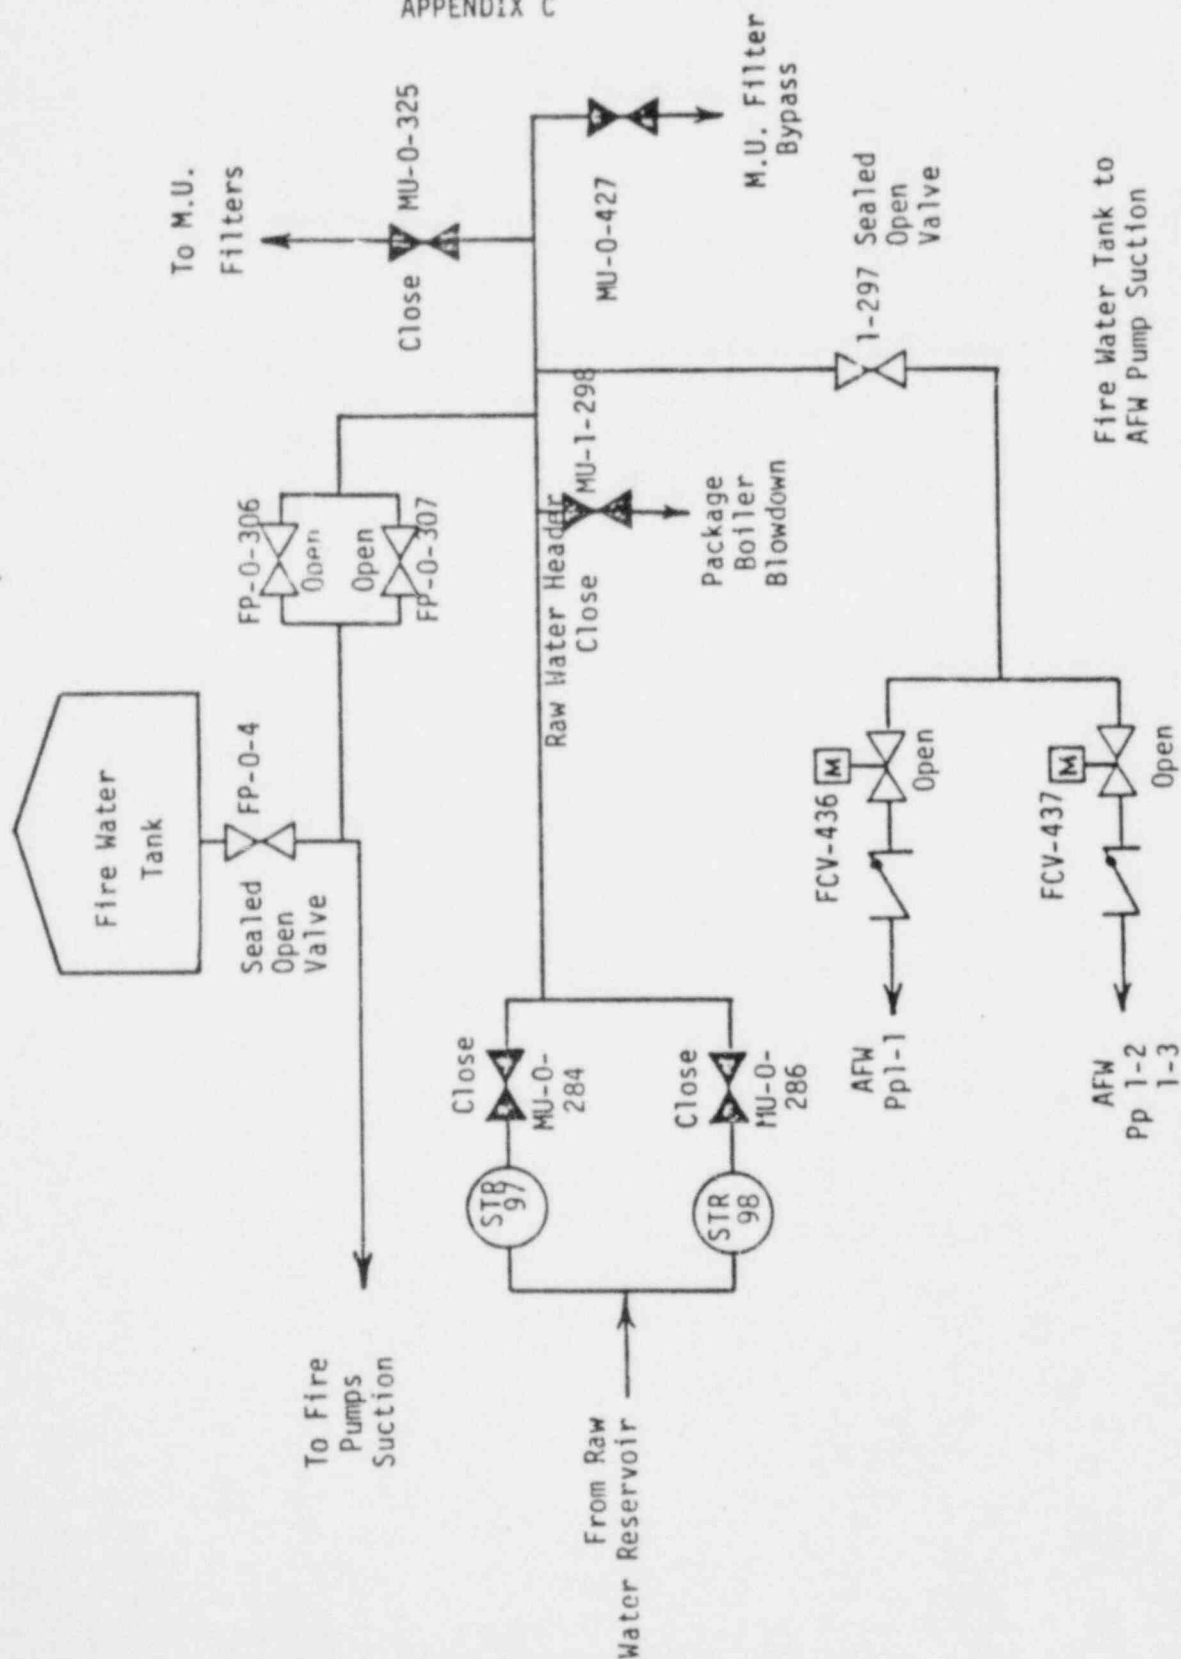 APPENDIX C
To M.U.
Filters
MU-0-325
Close
M.U. Filter
Bypass
MU-0-427
FP-0-306
Open
Open
FP-0-307
MU-1-298
Raw Water Header
Close
Package
Boiler
Blowdown
1-297 Sealed
Open
Valve
Fire Water
Tank
FP-0-4
Sealed
Open
Valve
To Fire
Pumps
Suction
Close
MU-0-
284
STR
97
Close
MU-0-
286
STR
98
From Raw
Water Reservoir
FCV-436
M
Open
AFW
Pp1-1
FCV-437
M
Open
AFW
Pp 1-2
1-3
Fire Water Tank to
AFW Pump Suction